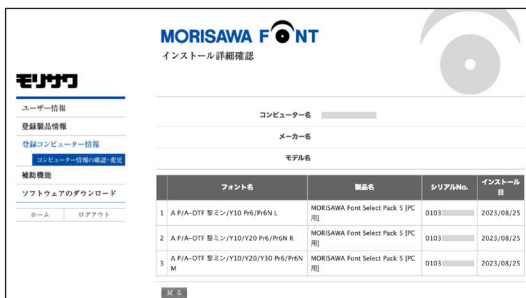 MORISAWA FONT
インストール詳細確認
モリサワ
ユーザー情報
登録製品情報
登録コンピューター情報
コンピューター情報の確認・変更
補助機能
ソフトウェアのダウンロード
ホーム ログアウト
コンピューター名
メーカー名
モデル名
フォント名 製品名 シリアルNo. インストール
日
1 A P/A-OTF 黎ミン/Y10 Pr6/Pr6N L MORISAWA Font Select Pack 5 [PC
用] 0103 2023/08/25
2 A P/A-OTF 黎ミン/Y10/Y20 Pr6/Pr6N R MORISAWA Font Select Pack 5 [PC
用] 0103 2023/08/25
3 A P/A-OTF 黎ミン/Y10/Y20/Y30 Pr6/Pr6N
M MORISAWA Font Select Pack 5 [PC
用] 0103 2023/08/25
戻る